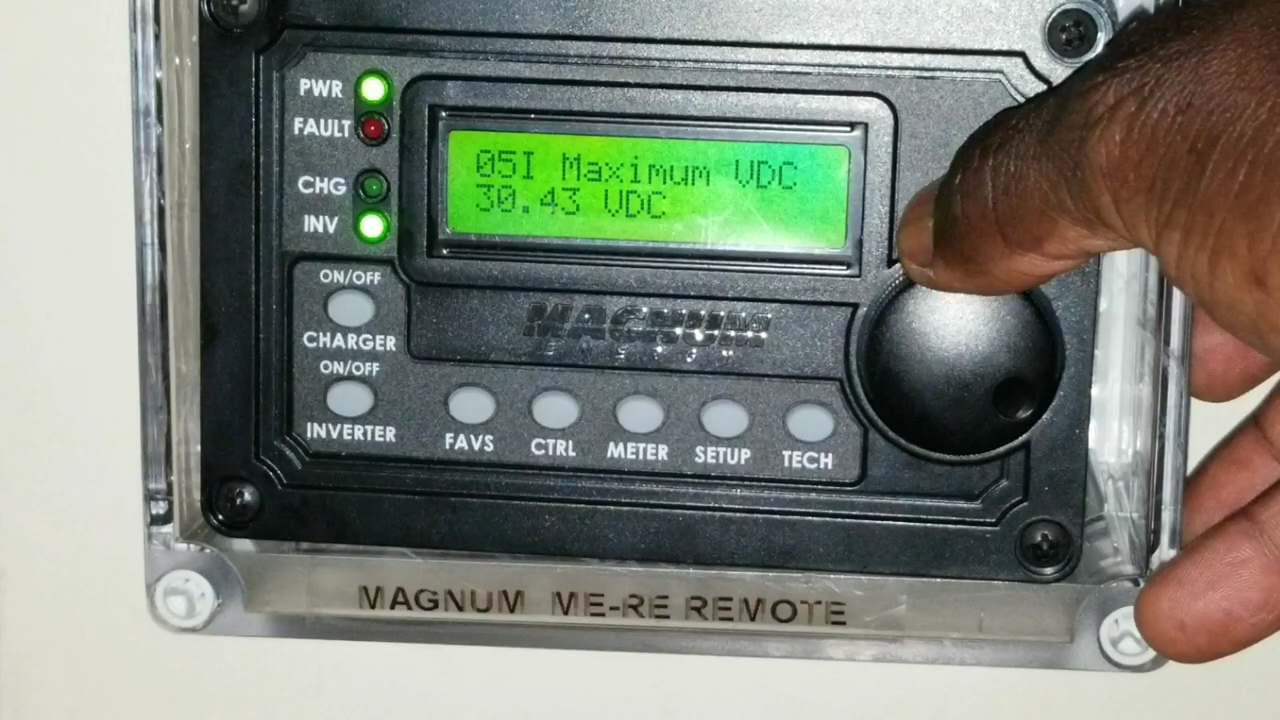 PWR
FAULT
CHG
INV
05I Maximum VDC
30.43 VDC
ON/OFF
CHARGER
ON/OFF
INVERTER
MAGNUM
ENERGY
FAVS
CTRL
METER
SETUP
TECH
MAGNUM ME-RE REMOTE